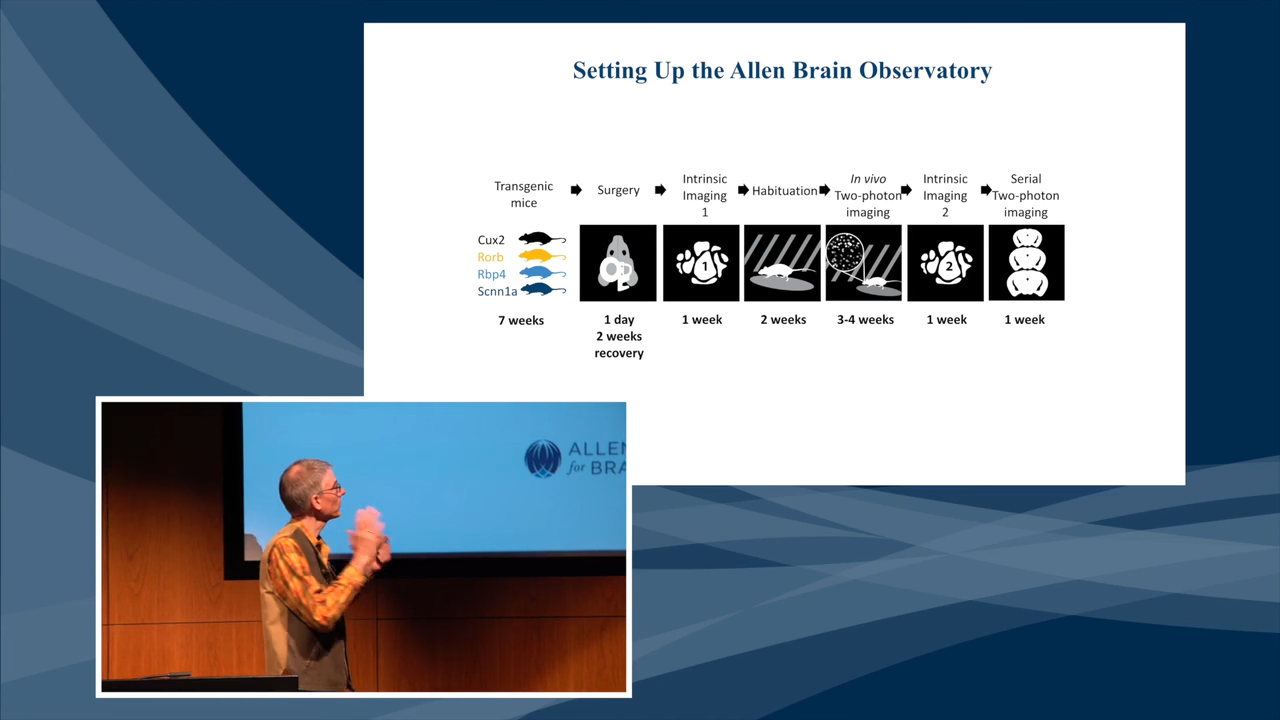 Setting Up the Allen Brain Observatory
Transgenic
mice
Surgery
Intrinsic
Imaging
1
Habituation
In vivo
Two-photon
imaging
Intrinsic
Imaging
2
Serial
Two-photon
imaging
Cux2
Rorb
Rbp4
Scnn1a
1
2
7 weeks
1 day
2 weeks
recovery
1 week
2 weeks
3-4 weeks
1 week
1 week
ALLEN
for BRA